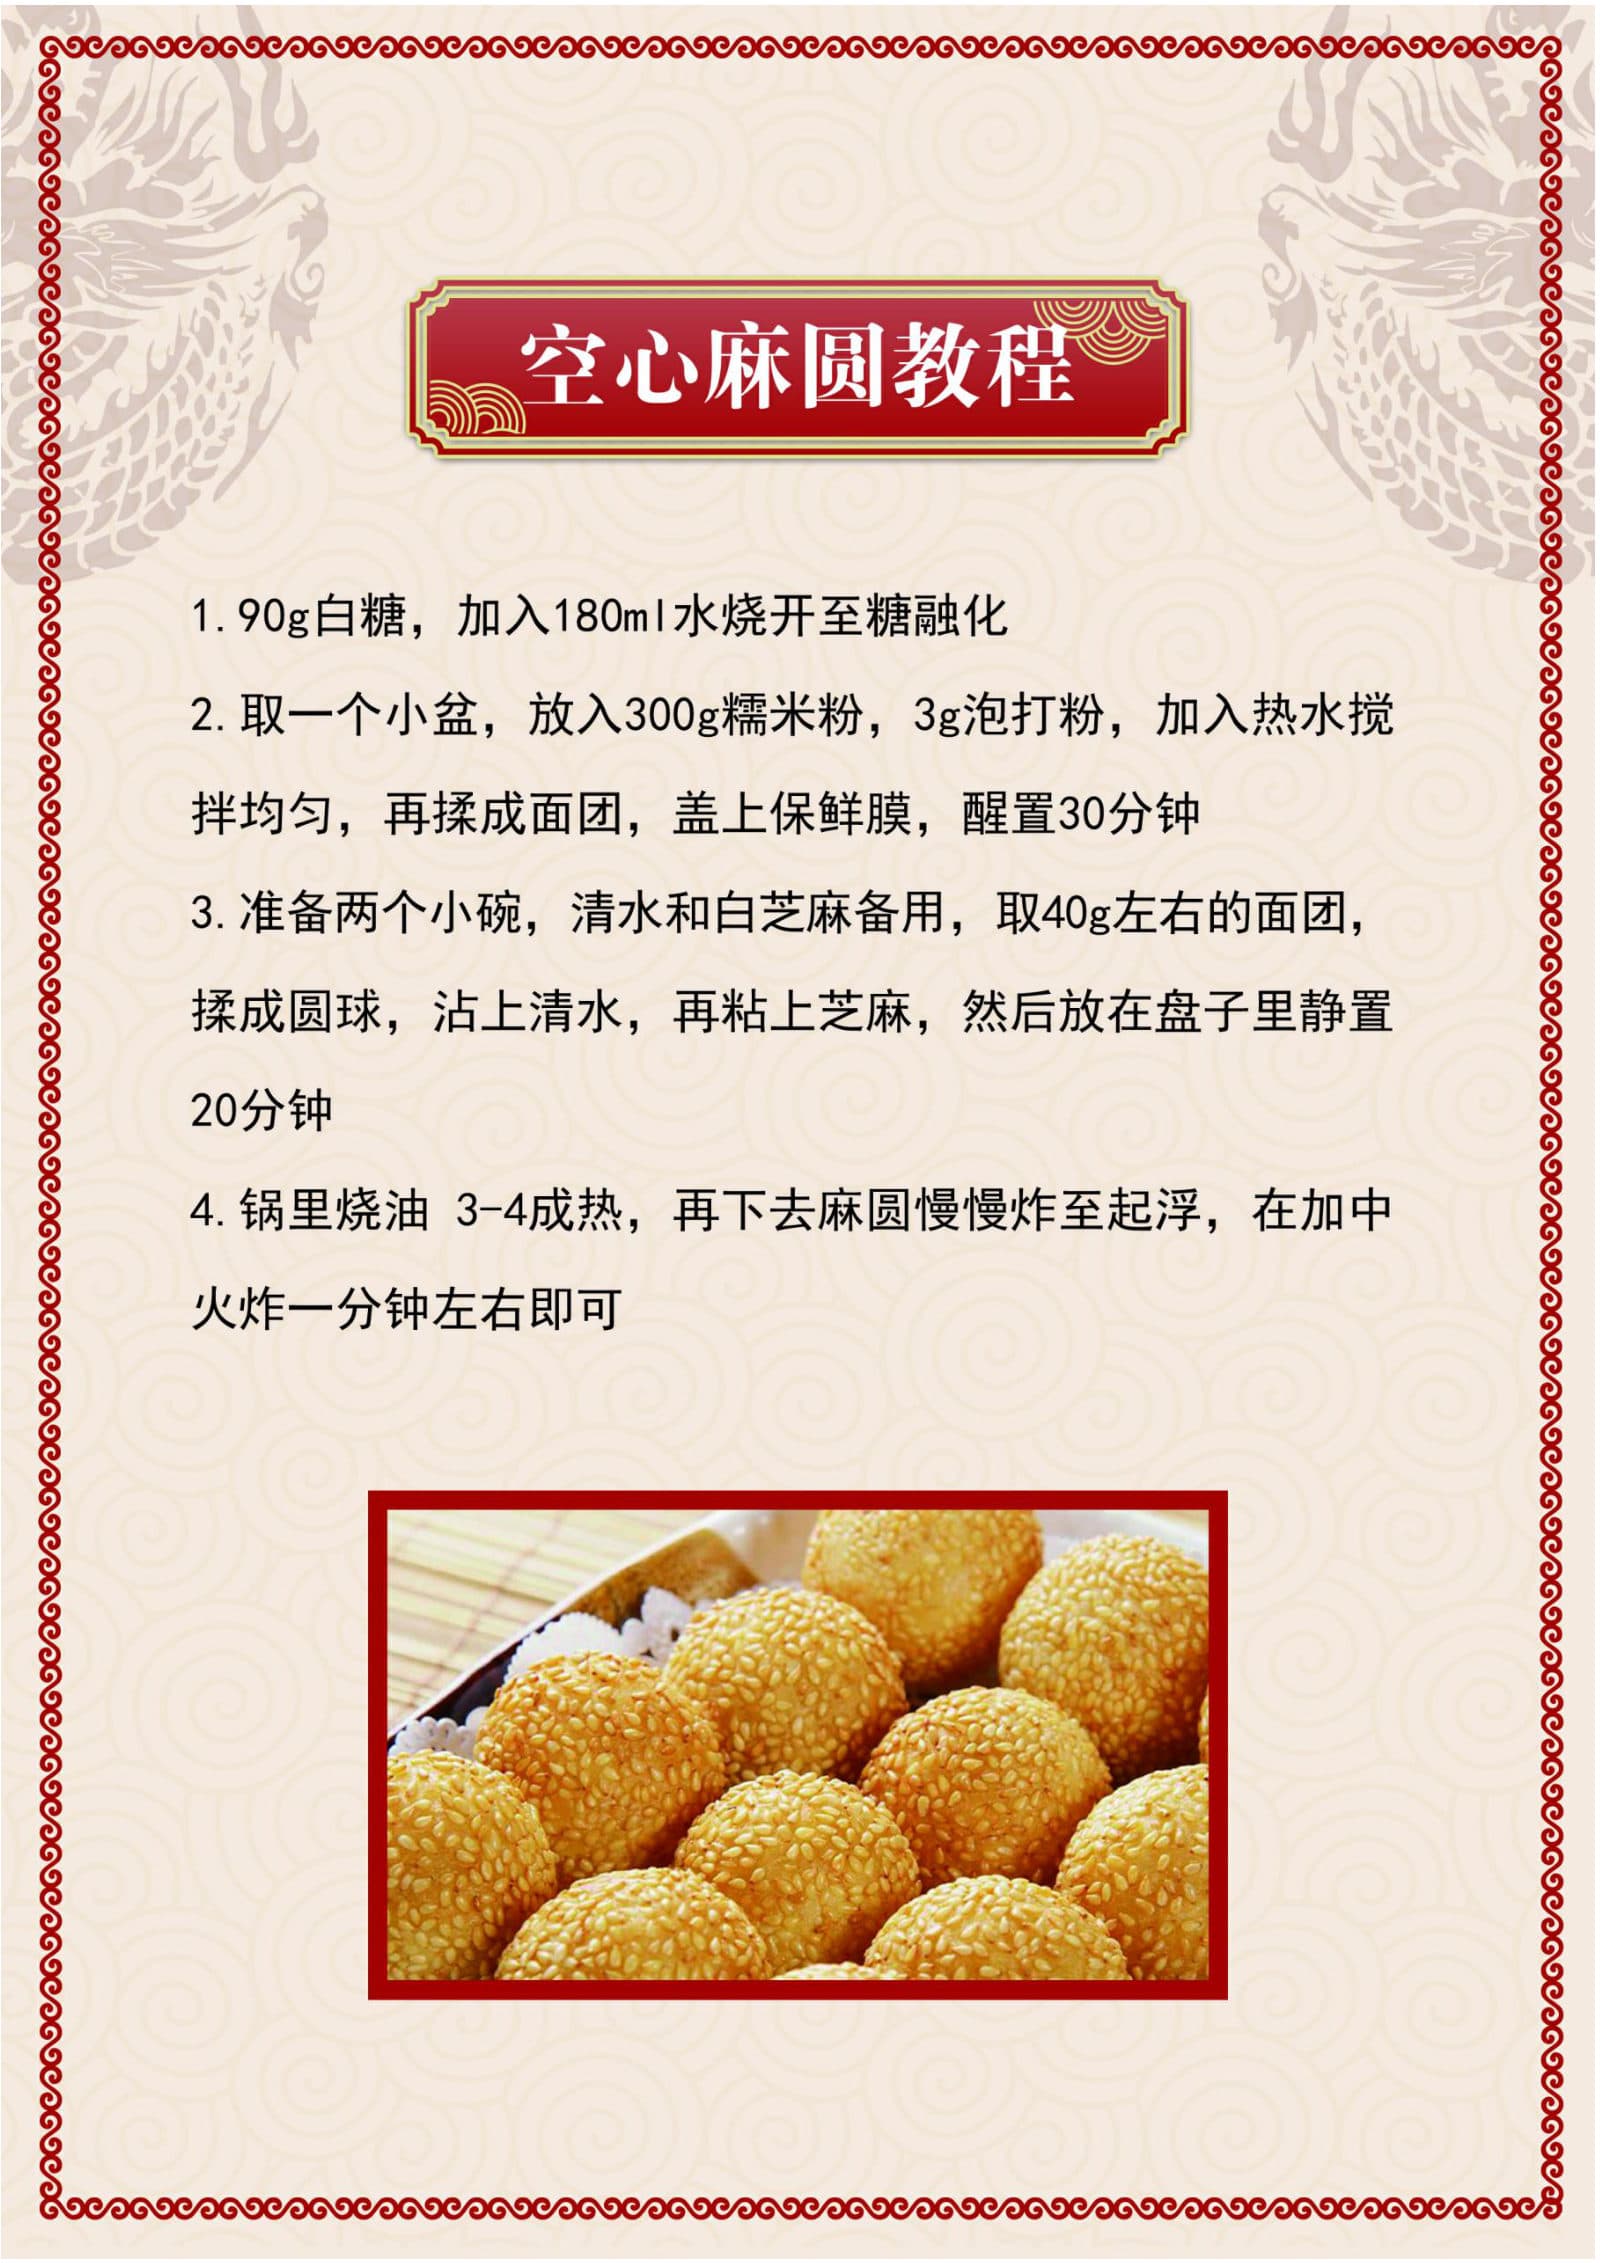 空心麻圆教程
1.90g白糖，加入180ml水烧开至糖融化
2.取一个小盆，放入300g糯米粉，3g泡打粉，加入热水搅
拌均匀，再揉成面团，盖上保鲜膜，醒置30分钟
3.准备两个小碗，清水和白芝麻备用，取40g左右的面团，
揉成圆球，沾上清水，再粘上芝麻，然后放在盘子里静置
20分钟
4.锅里烧油 3-4成热，再下去麻圆慢慢炸至起浮，在加中
火炸一分钟左右即可